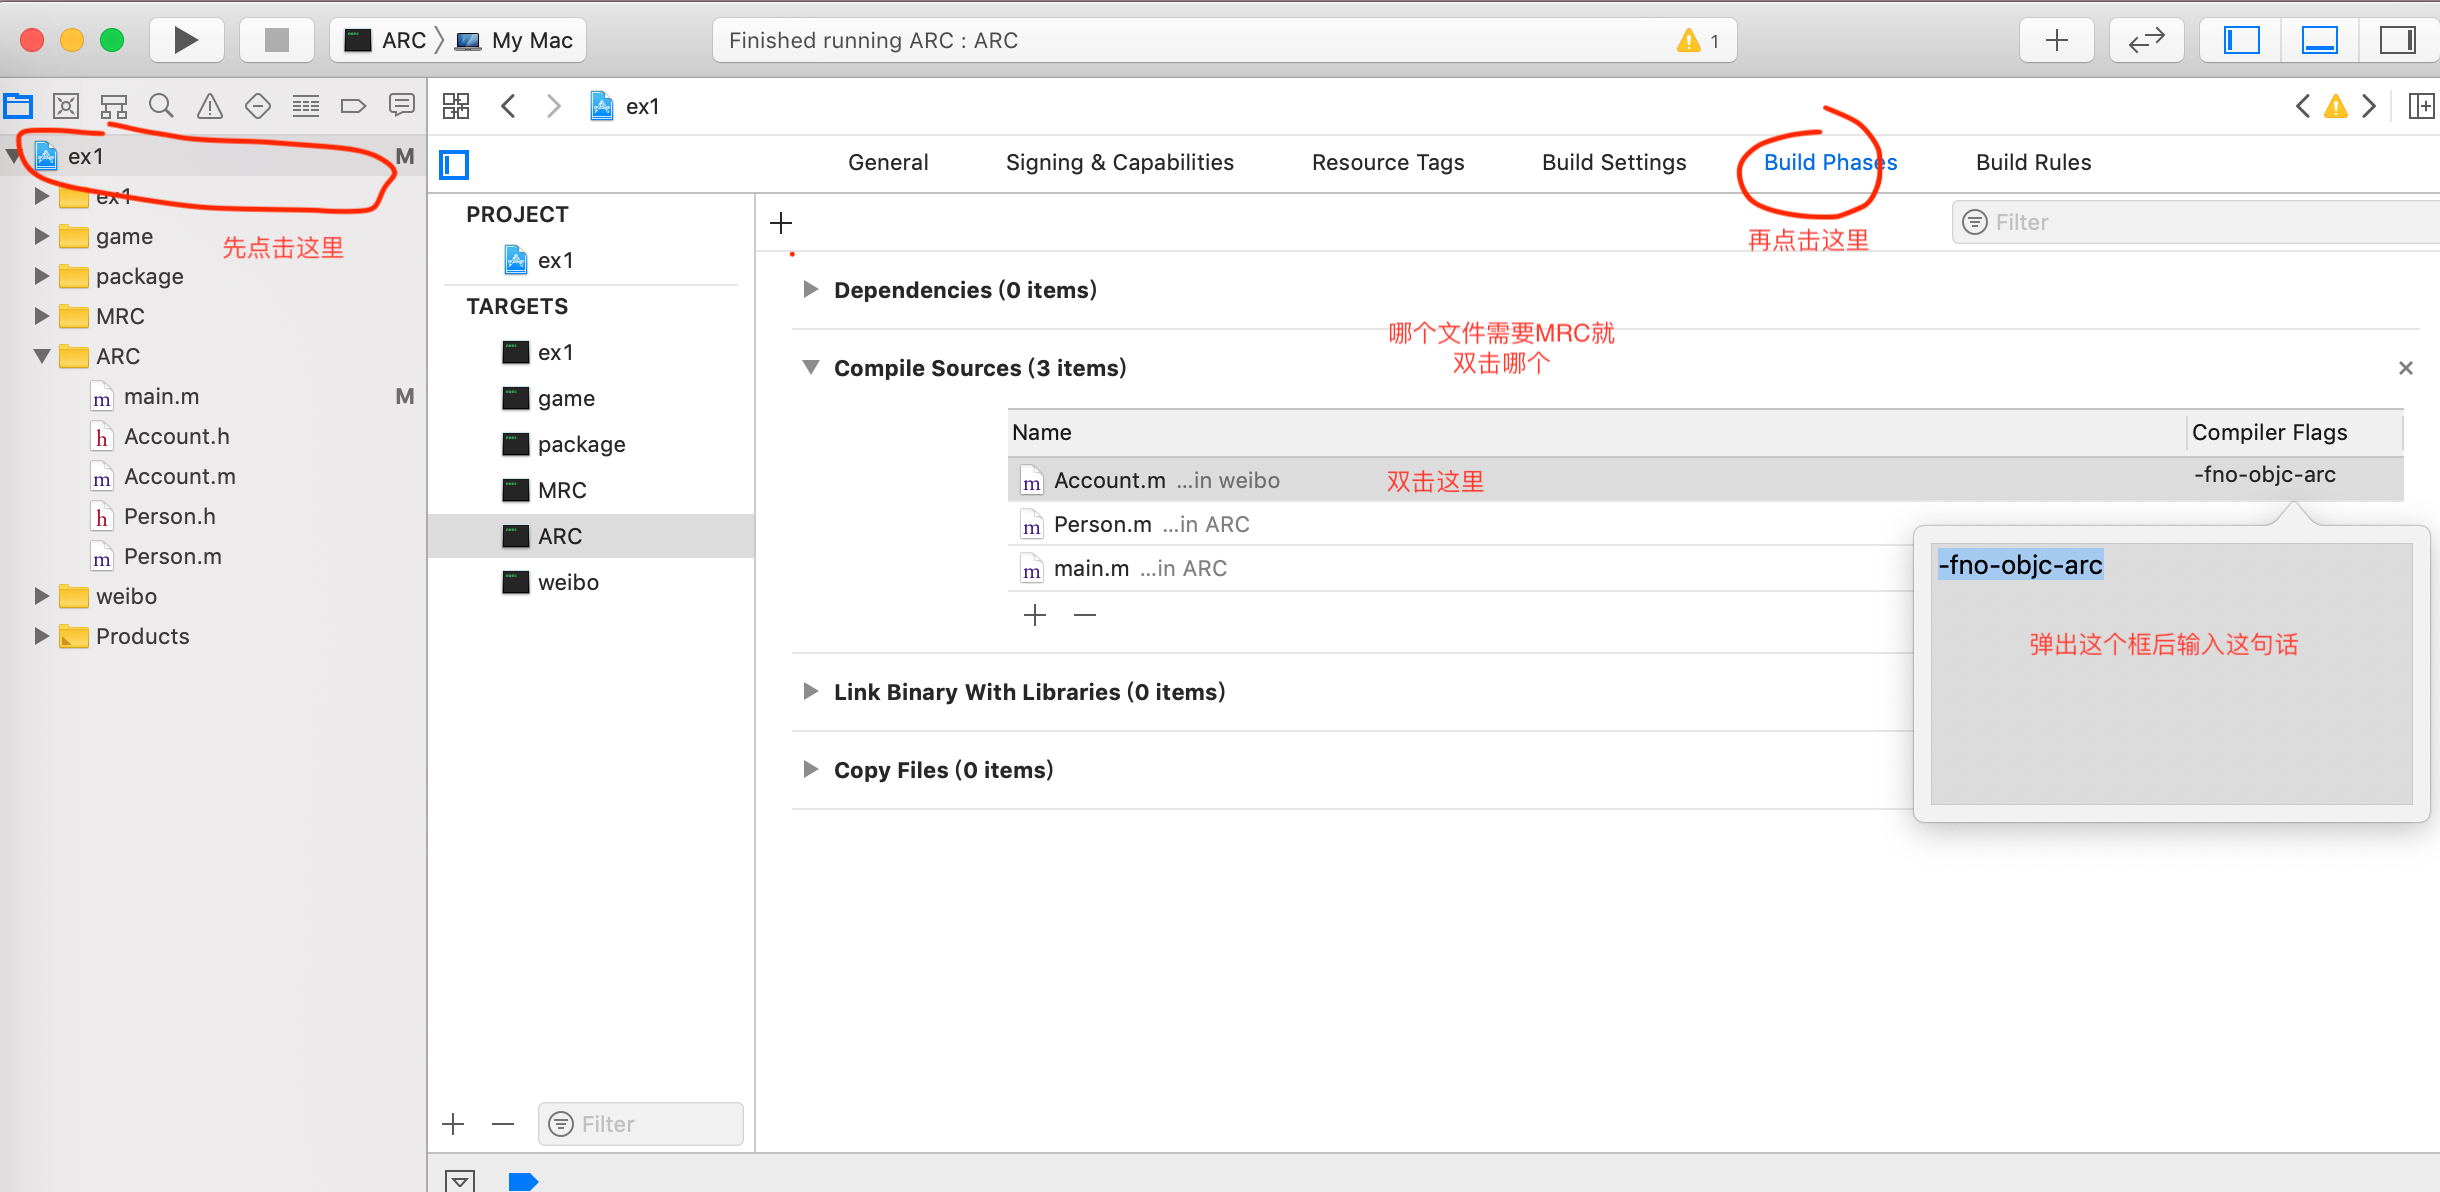 ARC
My Mac
Finished running ARC : ARC
1
ex1
ex1
M
ex1
game
package
MRC
ARC
main.m
M
Account.h
Account.m
Person.h
Person.m
weibo
Products
先点击这里
General
Signing & Capabilities
Resource Tags
Build Settings
Build Phases
Build Rules
PROJECT
ex1
TARGETS
ex1
game
package
MRC
ARC
weibo
Filter
Filter
再点击这里
Dependencies (0 items)
哪个文件需要MRC就
双击哪个
Compile Sources (3 items)
Name
Compiler Flags
Account.m ...in weibo
双击这里
-fno-objc-arc
Person.m ...in ARC
main.m ...in ARC
-fno-objc-arc
弹出这个框后输入这句话
Link Binary With Libraries (0 items)
Copy Files (0 items)